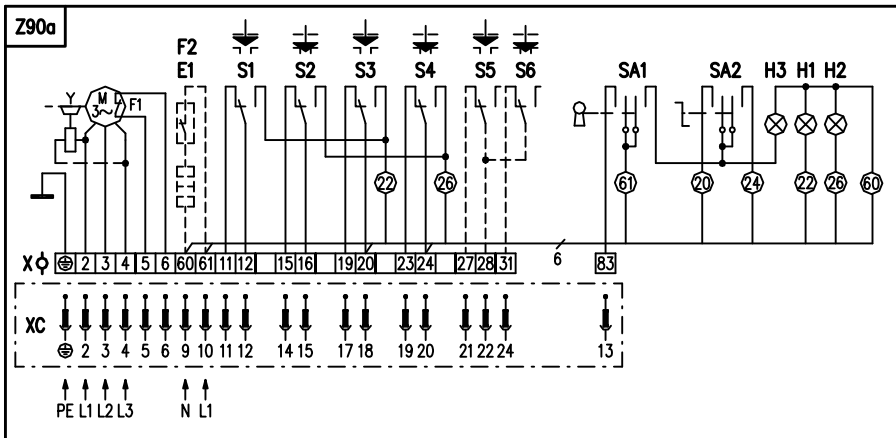 Z90a
F2
E1 S1 S2 S3 S4 S5 S6 SA1 SA2 H3 H1 H2
Y M 3~ F1
22 26 61 20 24 22 26 60
X 2 3 4 5 6 60 61 11 12 15 16 19 20 23 24 27 28 31 6 83
XC
2 3 4 5 6 9 10 11 12 14 15 17 18 19 20 21 22 24 13
PE L1 L2 L3 N L1